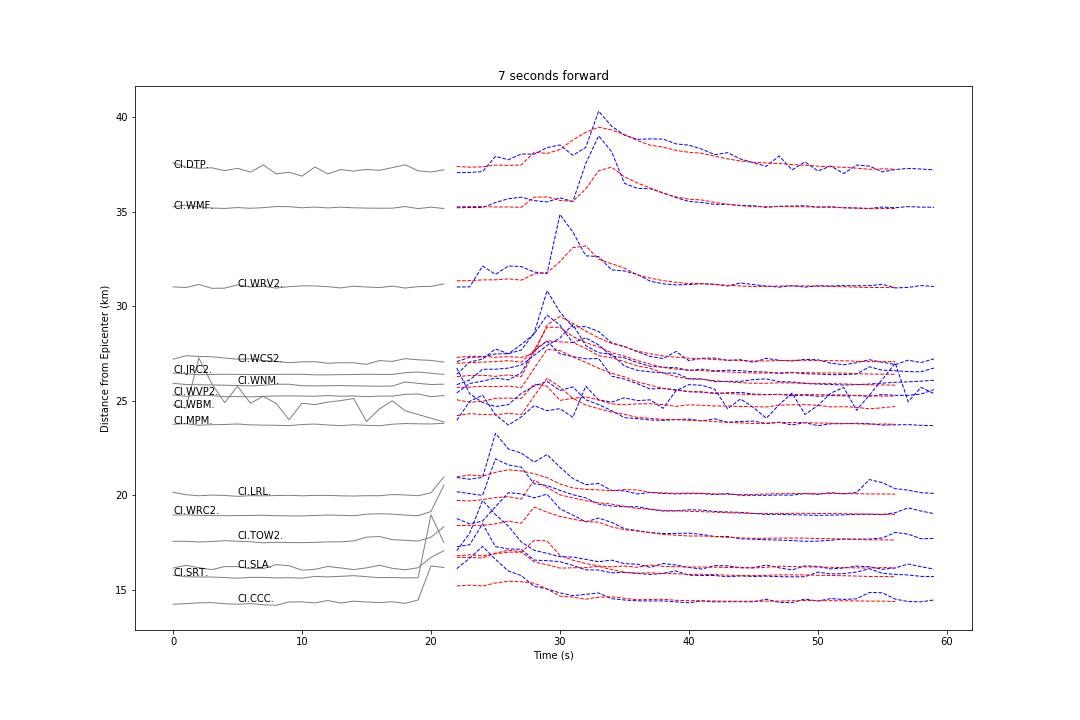 7 seconds forward
Distance from Epicenter (km)
40
35
30
25
20
15
CI.DTP.
CI.WMF.
CI.WRV2.
CI.WCS2.
CI.JRC2.
CI.WNM.
CI.WVP2.
CI.WBM.
CI.MPM.
CI.LRL.
CI.WRC2.
CI.TOW2.
CI.SLA.
CI.SRT.
CI.CCC.
0 10 20 30 40 50 60
Time (s)